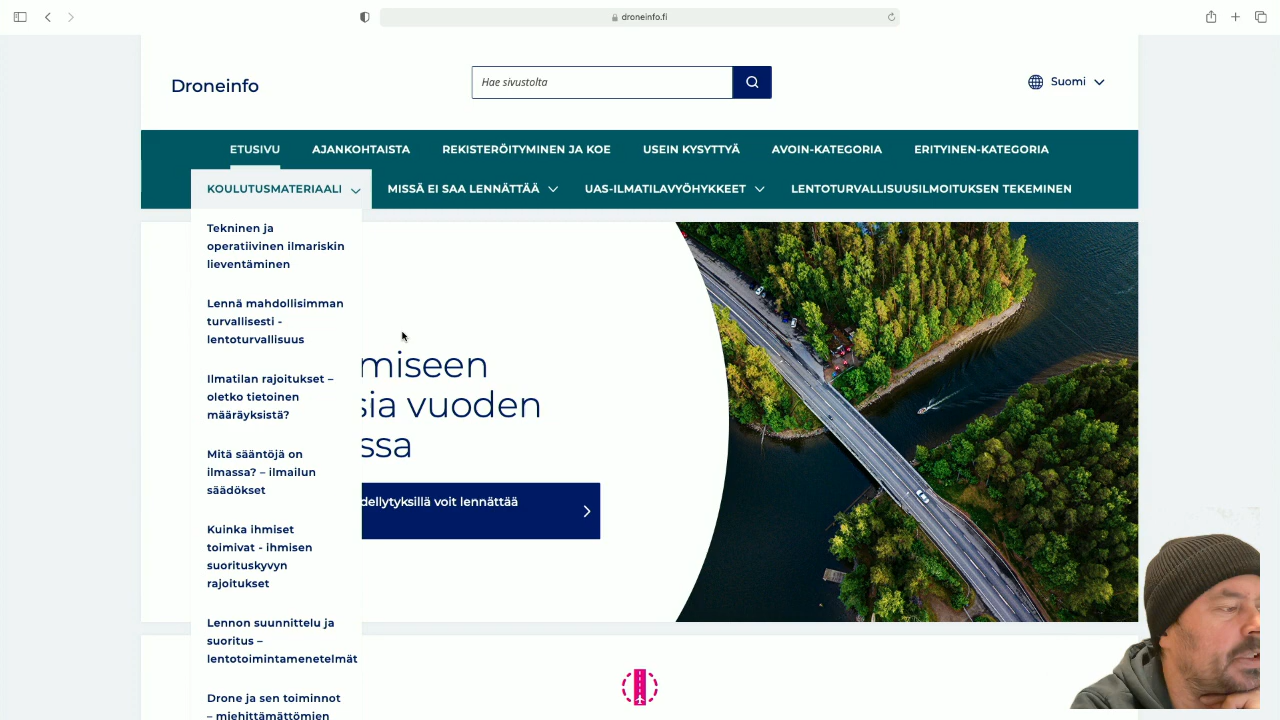 droneinfo.fi
Droneinfo
Hae sivustolta
Suomi
ETUSIVU
AJANKOHTAISTA
REKISTERÖITYMINEN JA KOE
USEIN KYSYTTYÄ
AVOIN-KATEGORIA
ERITYINEN-KATEGORIA
KOULUTUSMATERIAALI
MISSÄ EI SAA LENNÄTTÄÄ
UAS-ILMATILAVYÖHYKKEET
LENTOTURVALLISUUSILMOITUKSEN TEKEMINEN
Tekninen ja
operatiivinen ilmariskin
lieventäminen
Lennä mahdollisimman
turvallisesti -
lentoturvallisuus
Ilmatilan rajoitukset –
oletko tietoinen
määräyksistä?
Mitä sääntöjä on
ilmassa? – ilmailun
säädökset
Kuinka ihmiset
toimivat - ihmisen
suorituskyvyn
rajoitukset
Lennon suunnittelu ja
suoritus –
lentotoimintamenetelmät
Drone ja sen toiminnot
– miehittämättömien
miseen
sia vuoden
ssa
dellytyksillä voit lennättää